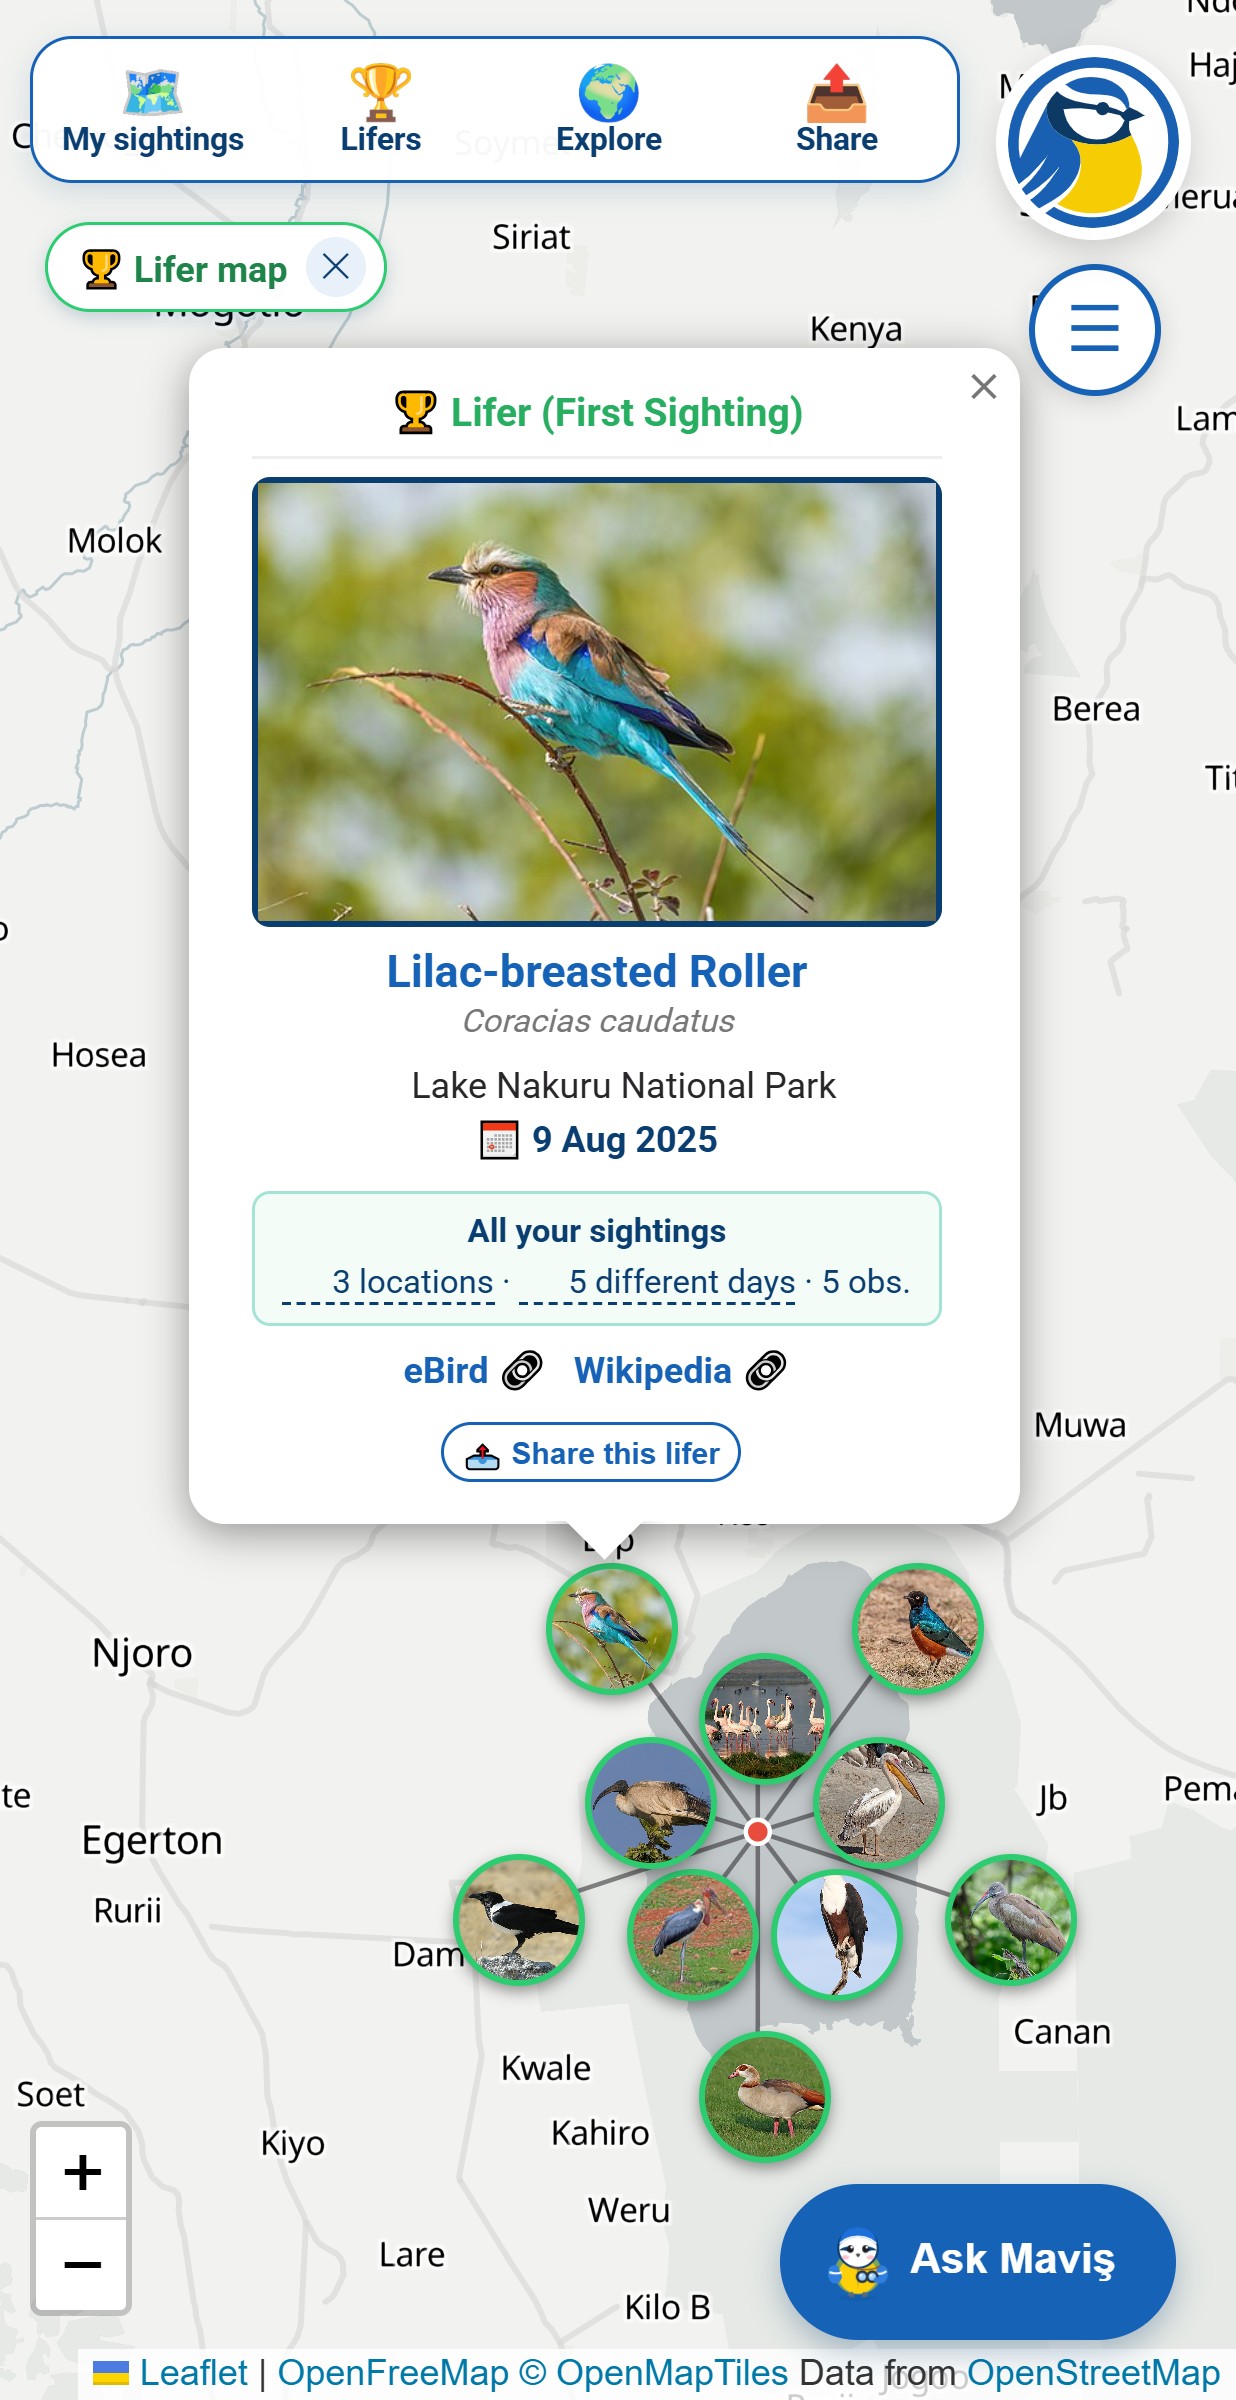 My sightings
Lifers
Explore
Share
Siriat
Lifer map
Kenya
Lifer (First Sighting)
Molok
Lilac-breasted Roller
Coracias caudatus
Lake Nakuru National Park
9 Aug 2025
All your sightings
3 locations · 5 different days · 5 obs.
eBird Wikipedia
Share this lifer
Berea
Hosea
Muwa
Njoro
Egerton
Rurii
Jb
Canan
Kwale
Soet
Kahiro
Kiyo
Weru
Lare
Kilo B
+
−
Ask Maviş
Leaflet | OpenFreeMap © OpenMapTiles Data from OpenStreetMap